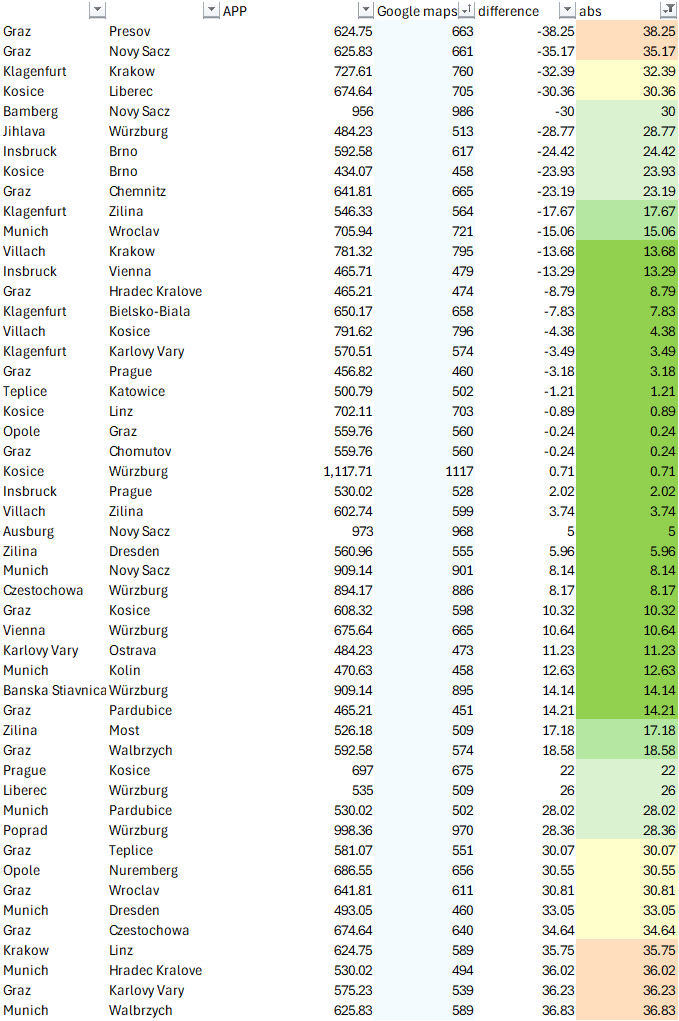 APP Google maps difference abs
Graz Presov 624.75 663 -38.25 38.25
Graz Novy Sacz 625.83 661 -35.17 35.17
Klagenfurt Krakow 727.61 760 -32.39 32.39
Kosice Liberec 674.64 705 -30.36 30.36
Bamberg Novy Sacz 956 986 -30 30
Jihlava Würzburg 484.23 513 -28.77 28.77
Insbruck Brno 592.58 617 -24.42 24.42
Kosice Brno 434.07 458 -23.93 23.93
Graz Chemnitz 641.81 665 -23.19 23.19
Klagenfurt Zilina 546.33 564 -17.67 17.67
Munich Wroclav 705.94 721 -15.06 15.06
Villach Krakow 781.32 795 -13.68 13.68
Insbruck Vienna 465.71 479 -13.29 13.29
Graz Hradec Kralove 465.21 474 -8.79 8.79
Klagenfurt Bielsko-Biala 650.17 658 -7.83 7.83
Villach Kosice 791.62 796 -4.38 4.38
Klagenfurt Karlovy Vary 570.51 574 -3.49 3.49
Graz Prague 456.82 460 -3.18 3.18
Teplice Katowice 500.79 502 -1.21 1.21
Kosice Linz 702.11 703 -0.89 0.89
Opole Graz 559.76 560 -0.24 0.24
Graz Chomutov 559.76 560 -0.24 0.24
Kosice Würzburg 1,117.71 1117 0.71 0.71
Insbruck Prague 530.02 528 2.02 2.02
Villach Zilina 602.74 599 3.74 3.74
Ausburg Novy Sacz 973 968 5 5
Zilina Dresden 560.96 555 5.96 5.96
Munich Novy Sacz 909.14 901 8.14 8.14
Czestochowa Würzburg 894.17 886 8.17 8.17
Graz Kosice 608.32 598 10.32 10.32
Vienna Würzburg 675.64 665 10.64 10.64
Karlovy Vary Ostrava 484.23 473 11.23 11.23
Munich Kolin 470.63 458 12.63 12.63
Banska Stiavnica Würzburg 909.14 895 14.14 14.14
Graz Pardubice 465.21 451 14.21 14.21
Zilina Most 526.18 509 17.18 17.18
Graz Walbrzych 592.58 574 18.58 18.58
Prague Kosice 697 675 22 22
Liberec Würzburg 535 509 26 26
Munich Pardubice 530.02 502 28.02 28.02
Poprad Würzburg 998.36 970 28.36 28.36
Graz Teplice 581.07 551 30.07 30.07
Opole Nuremberg 686.55 656 30.55 30.55
Graz Wroclav 641.81 611 30.81 30.81
Munich Dresden 493.05 460 33.05 33.05
Graz Czestochowa 674.64 640 34.64 34.64
Krakow Linz 624.75 589 35.75 35.75
Munich Hradec Kralove 530.02 494 36.02 36.02
Graz Karlovy Vary 575.23 539 36.23 36.23
Munich Walbrzych 625.83 589 36.83 36.83